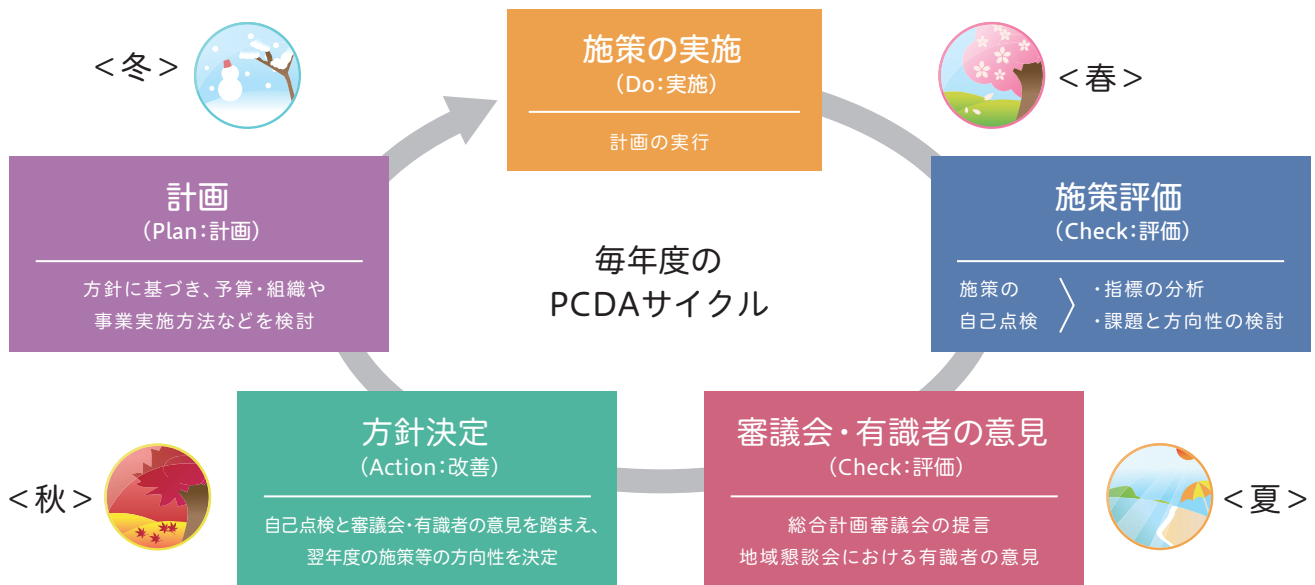 施策の実施
(Do:実施)
計画の実行
<春>
施策評価
(Check:評価)
施策の
自己点検
・指標の分析
・課題と方向性の検討
<夏>
審議会・有識者の意見
(Check:評価)
総合計画審議会の提言
地域懇談会における有識者の意見
<秋>
方針決定
(Action:改善)
自己点検と審議会・有識者の意見を踏まえ、
翌年度の施策等の方向性を決定
<冬>
計画
(Plan:計画)
方針に基づき、予算・組織や
事業実施方法などを検討
毎年度の
PCDAサイクル